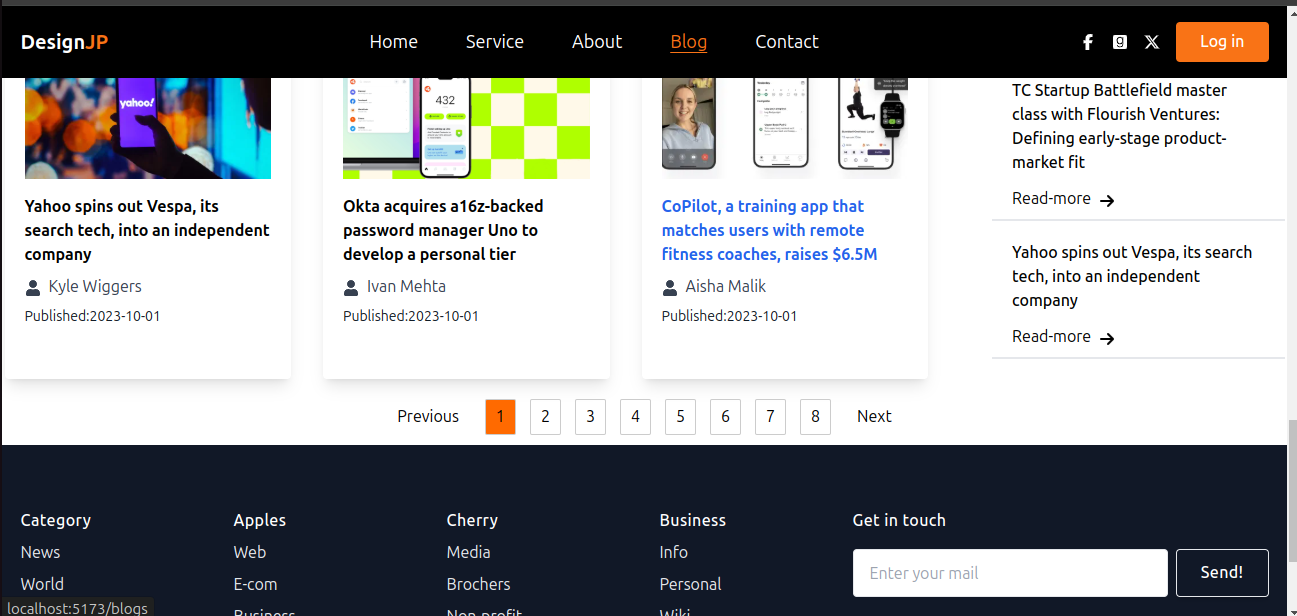 DesignJP
Home
Service
About
Blog
Contact
Log in
yahoo!
432
TC Startup Battlefield master
class with Flourish Ventures:
Defining early-stage product-
market fit
Read-more
Yahoo spins out Vespa, its
search tech, into an independent
company
Kyle Wiggers
Published:2023-10-01
Okta acquires a16z-backed
password manager Uno to
develop a personal tier
Ivan Mehta
Published:2023-10-01
CoPilot, a training app that
matches users with remote
fitness coaches, raises $6.5M
Aisha Malik
Published:2023-10-01
Yahoo spins out Vespa, its search
tech, into an independent
company
Read-more
Previous
1
2
3
4
5
6
7
8
Next
Category
News
World
Apples
Web
E-com
Business
Cherry
Media
Brochers
Non-profit
Business
Info
Personal
Wiki
Get in touch
Enter your mail
Send!
localhost:5173/blogs